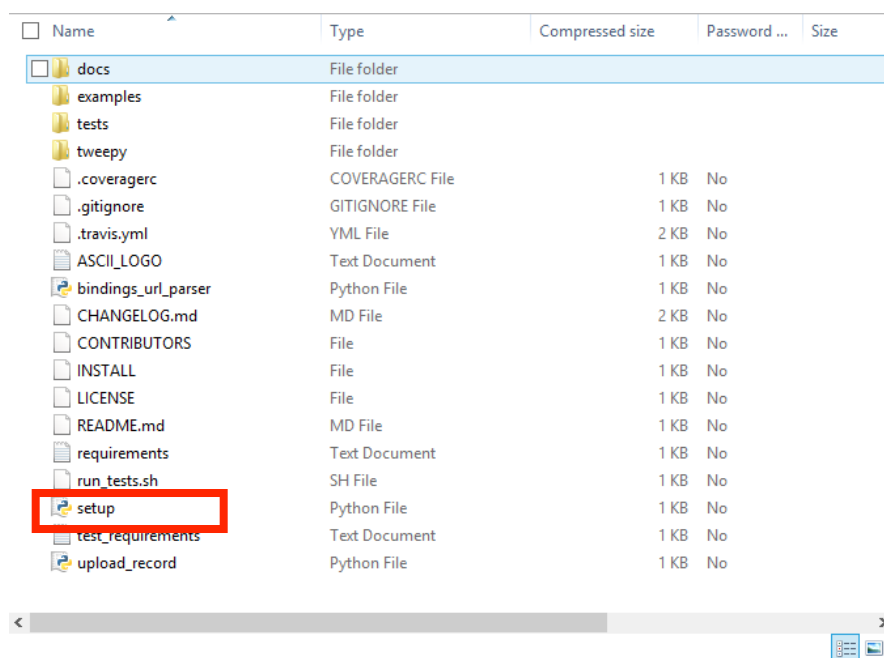 Name Type Compressed size Password ... Size
docs File folder
examples File folder
tests File folder
tweepy File folder
.coveragerc COVERAGERC File 1 KB No
.gitignore GITIGNORE File 1 KB No
.travis.yml YML File 2 KB No
ASCII_LOGO Text Document 1 KB No
bindings_url_parser Python File 1 KB No
CHANGELOG.md MD File 2 KB No
CONTRIBUTORS File 1 KB No
INSTALL File 1 KB No
LICENSE File 1 KB No
README.md MD File 1 KB No
requirements Text Document 1 KB No
run_tests.sh SH File 1 KB No
setup Python File 1 KB No
test_requirements Text Document 1 KB No
upload_record Python File 1 KB No